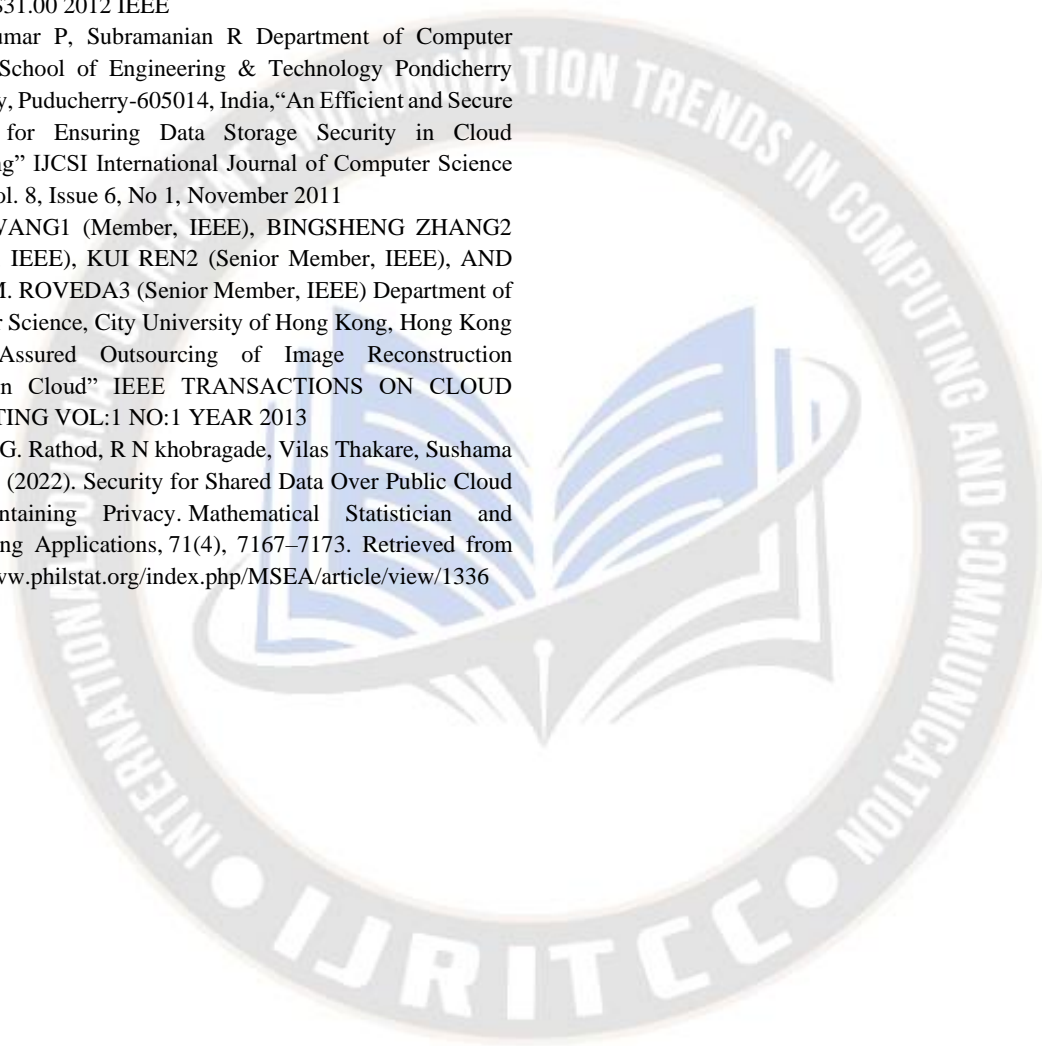 $31.00 2012 IEEE
umar P, Subramanian R Department of Computer
School of Engineering & Technology Pondicherry
y, Puducherry-605014, India,“An Efficient and Secure
for Ensuring Data Storage Security in Cloud
ng” IJCSI International Journal of Computer Science
ol. 8, Issue 6, No 1, November 2011
WANG1 (Member, IEEE), BINGSHENG ZHANG2
IEEE), KUI REN2 (Senior Member, IEEE), AND
M. ROVEDA3 (Senior Member, IEEE) Department of
r Science, City University of Hong Kong, Hong Kong
Assured Outsourcing of Image Reconstruction
n Cloud” IEEE TRANSACTIONS ON CLOUD
TING VOL:1 NO:1 YEAR 2013
G. Rathod, R N khobragade, Vilas Thakare, Sushama
(2022). Security for Shared Data Over Public Cloud
ntaining Privacy. Mathematical Statistician and
ng Applications, 71(4), 7167–7173. Retrieved from
ww.philstat.org/index.php/MSEA/article/view/1336
INTERNATIONAL JOURNAL RECENT AND INNOVATION TRENDS IN COMPUTING AND COMMUNICATION
IJRITCC